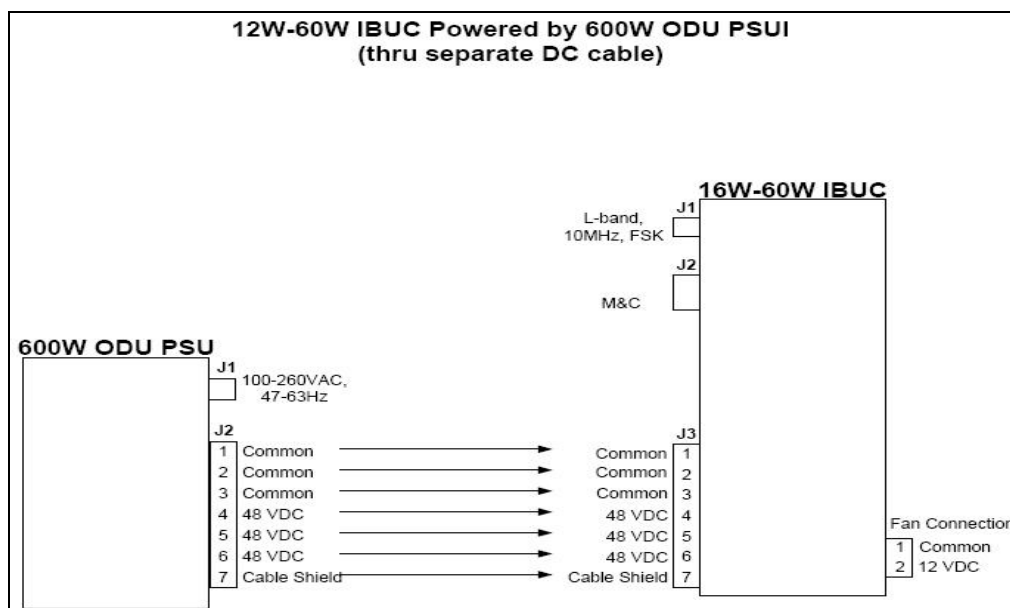 12W-60W IBUC Powered by 600W ODU PSUI
(thru separate DC cable)
16W-60W IBUC
J1
L-band,
10MHz, FSK
J2
M&C
600W ODU PSU
J1
100-260VAC,
47-63Hz
J2
1 Common
2 Common
3 Common
4 48 VDC
5 48 VDC
6 48 VDC
7 Cable Shield
J3
Common 1
Common 2
Common 3
48 VDC 4
48 VDC 5
48 VDC 6
Cable Shield 7
Fan Connection
1 Common
2 12 VDC